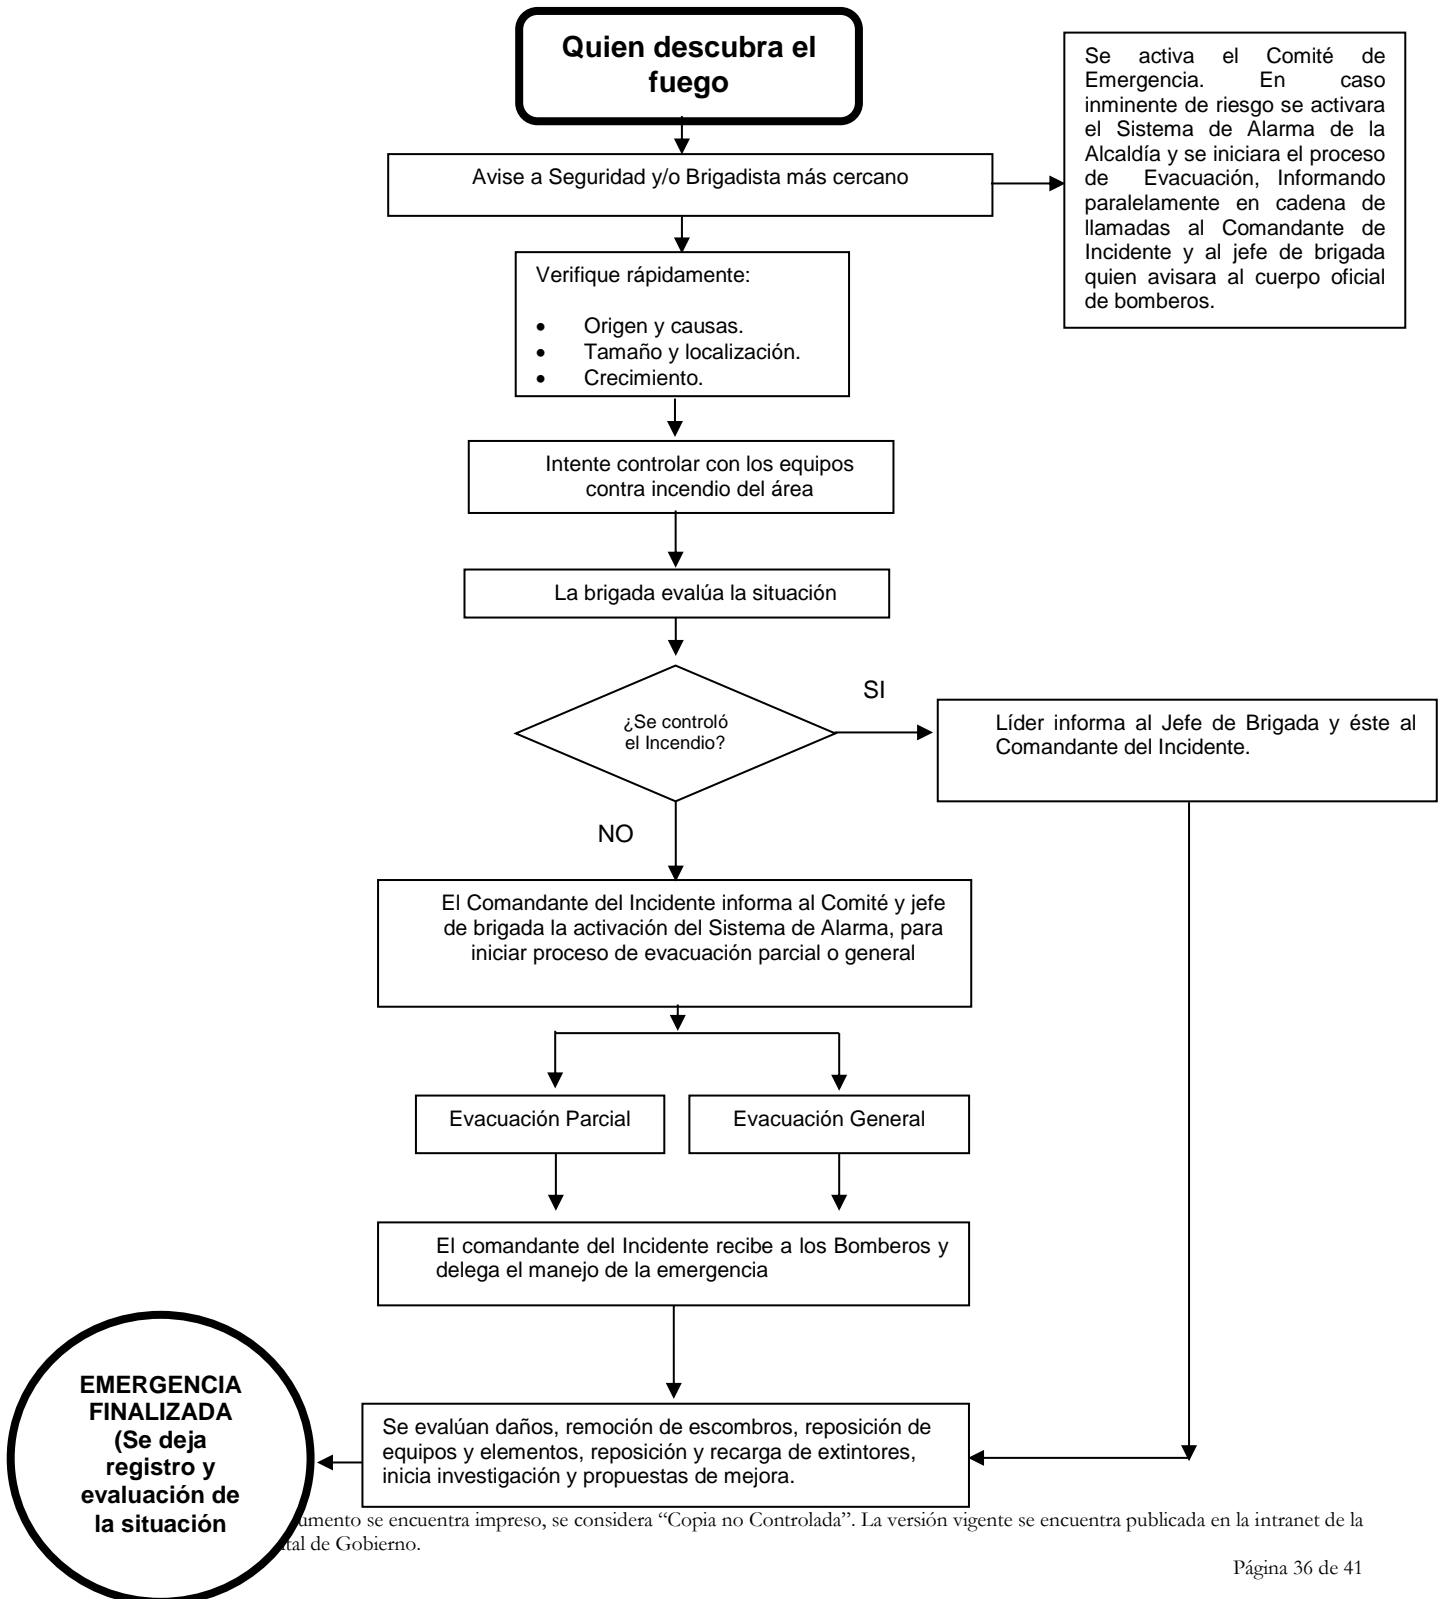 Quien descubra el
fuego
Se activa el Comité de
Emergencia. En caso
inminente de riesgo se activara
el Sistema de Alarma de la
Alcaldía y se iniciara el proceso
de Evacuación, Informando
paralelamente en cadena de
llamadas al Comandante de
Incidente y al jefe de brigada
quien avisara al cuerpo oficial
de bomberos.
Avise a Seguridad y/o Brigadista más cercano
Verifique rápidamente:
• Origen y causas.
• Tamaño y localización.
• Crecimiento.
Intente controlar con los equipos
contra incendio del área
La brigada evalúa la situación
¿Se controló
el Incendio?
SI
Líder informa al Jefe de Brigada y éste al
Comandante del Incidente.
NO
El Comandante del Incidente informa al Comité y jefe
de brigada la activación del Sistema de Alarma, para
iniciar proceso de evacuación parcial o general
Evacuación Parcial
Evacuación General
El comandante del Incidente recibe a los Bomberos y
delega el manejo de la emergencia
Se evalúan daños, remoción de escombros, reposición de
equipos y elementos, reposición y recarga de extintores,
inicia investigación y propuestas de mejora.
EMERGENCIA
FINALIZADA
(Se deja
registro y
evaluación de
la situación
se encuentra impreso, se considera “Copia no Controlada”. La versión vigente se encuentra publicada en la intranet de la
de Gobierno.
Página 36 de 41